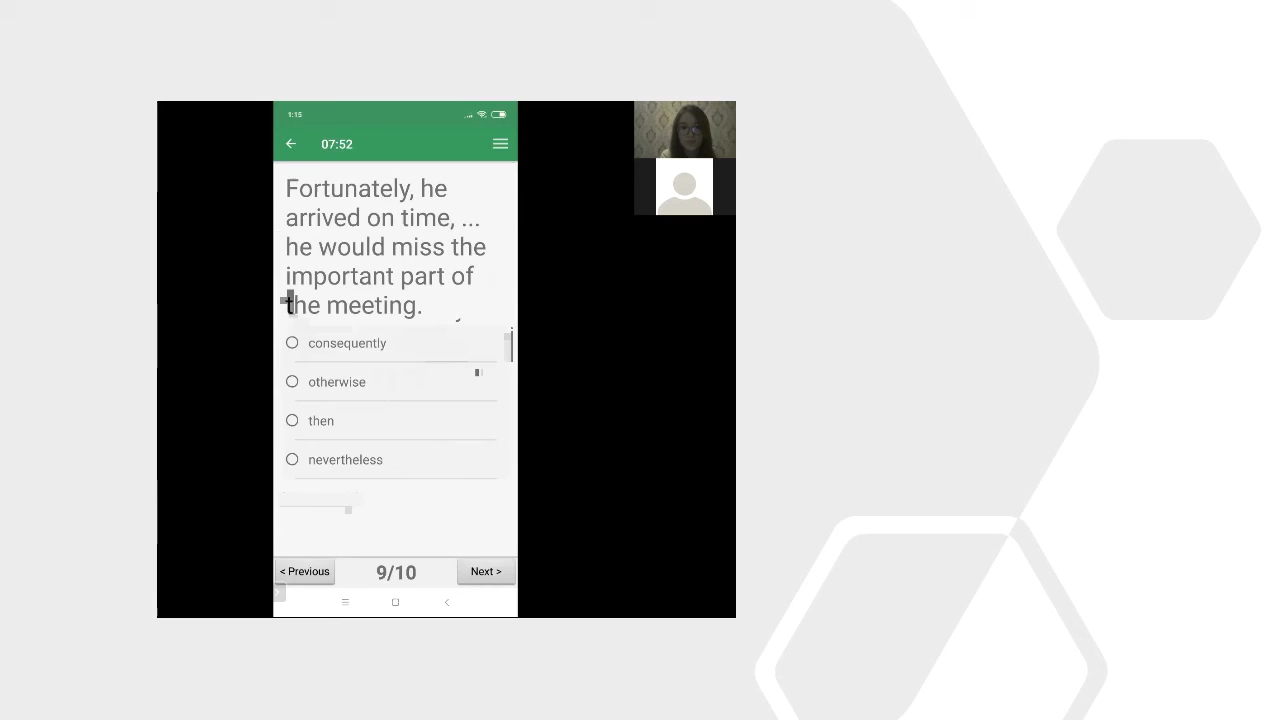 1:15
07:52
Fortunately, he
arrived on time, ...
he would miss the
important part of
the meeting.
consequently
otherwise
then
nevertheless
< Previous
9/10
Next >